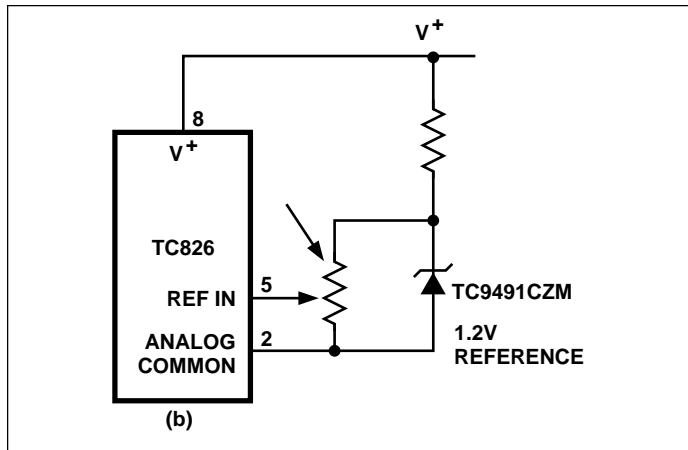 V+
8
V+
TC826
5
REF IN
TC9491CZM
ANALOG
COMMON
2
1.2V
REFERENCE
(b)